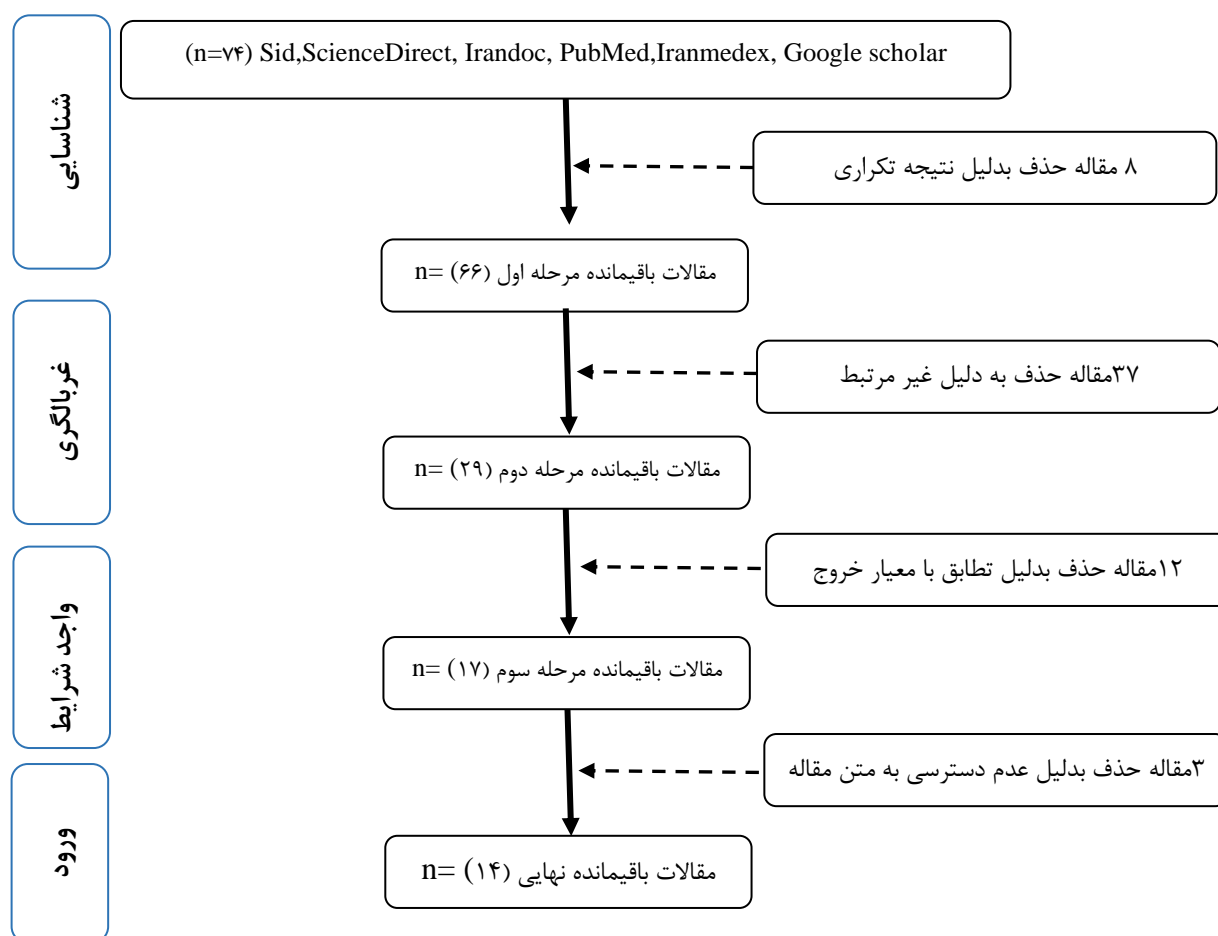 شناسایی
(n=۷۴) Sid,ScienceDirect, Irandoc, PubMed,Iranmedex, Google scholar
۸ مقاله حذف بدلیل نتیجه تکراری
مقالات باقیمانده مرحله اول (۶۶) =n
غربالگری
۳۷مقاله حذف به دلیل غیر مرتبط
مقالات باقیمانده مرحله دوم (۲۹) =n
واجد شرایط
۱۲مقاله حذف بدلیل تطابق با معیار خروج
مقالات باقیمانده مرحله سوم (۱۷) =n
ورود
۳مقاله حذف بدلیل عدم دسترسی به متن مقاله
مقالات باقیمانده نهایی (۱۴) =n